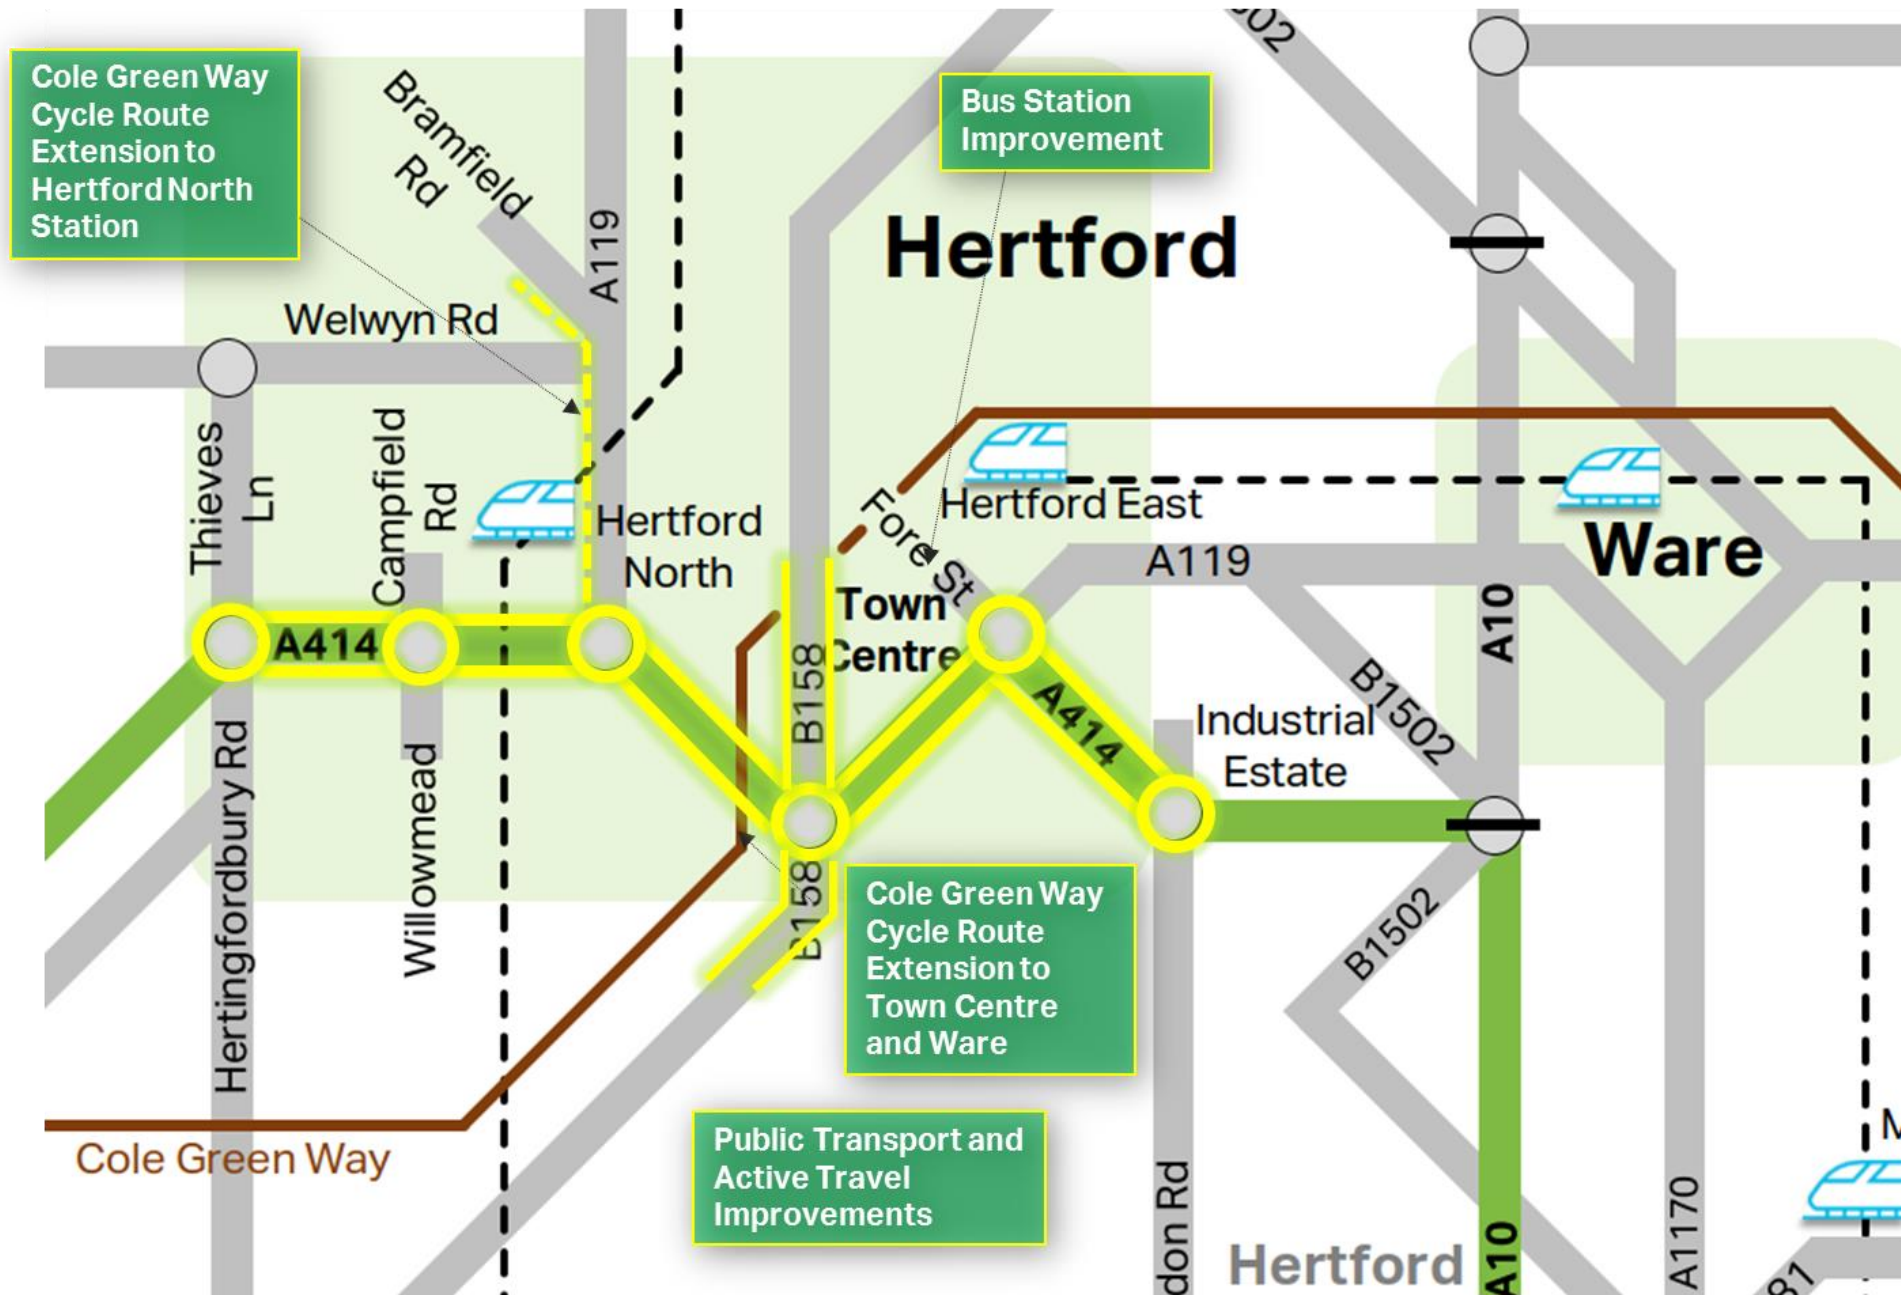 Cole Green Way
Cycle Route
Extension to
Hertford North
Station
Bramfield
Rd
A119
Bus Station
Improvement
Hertford
Welwyn Rd
Thieves
Ln
Campfield
Rd
Hertford
North
Fore St
Hertford East
A119
Ware
Town
Centre
A10
A414
B158
A414
B1502
Industrial
Estate
Hertingfordbury Rd
Willowmead
B158
Cole Green Way
Cycle Route
Extension to
Town Centre
and Ware
B1502
Cole Green Way
Public Transport and
Active Travel
Improvements
don Rd
Hertford
A10
A1170